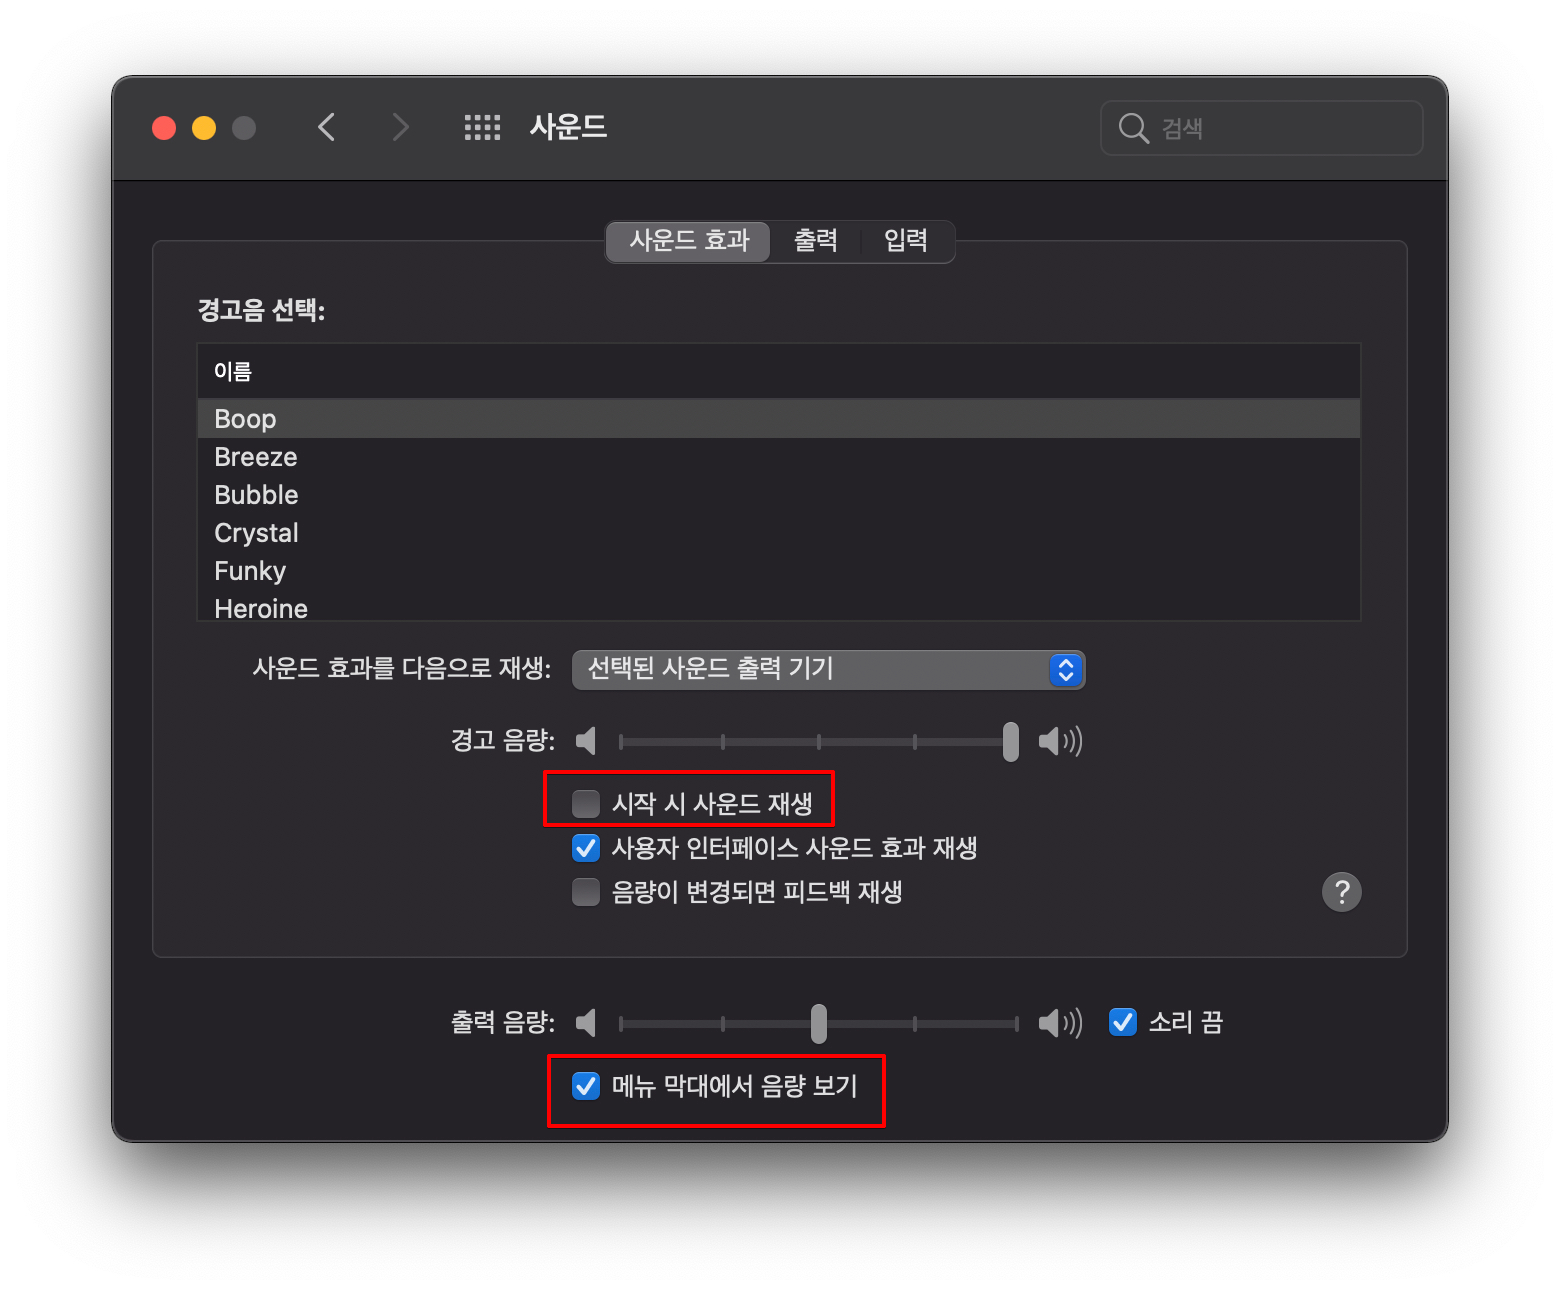 사운드
검색
사운드 효과 출력 입력
경고음 선택:
이름
Boop
Breeze
Bubble
Crystal
Funky
Heroine
사운드 효과를 다음으로 재생: 선택된 사운드 출력 기기
경고 음량:
시작 시 사운드 재생
사용자 인터페이스 사운드 효과 재생
음량이 변경되면 피드백 재생
?
출력 음량: 소리 끔
메뉴 막대에서 음량 보기